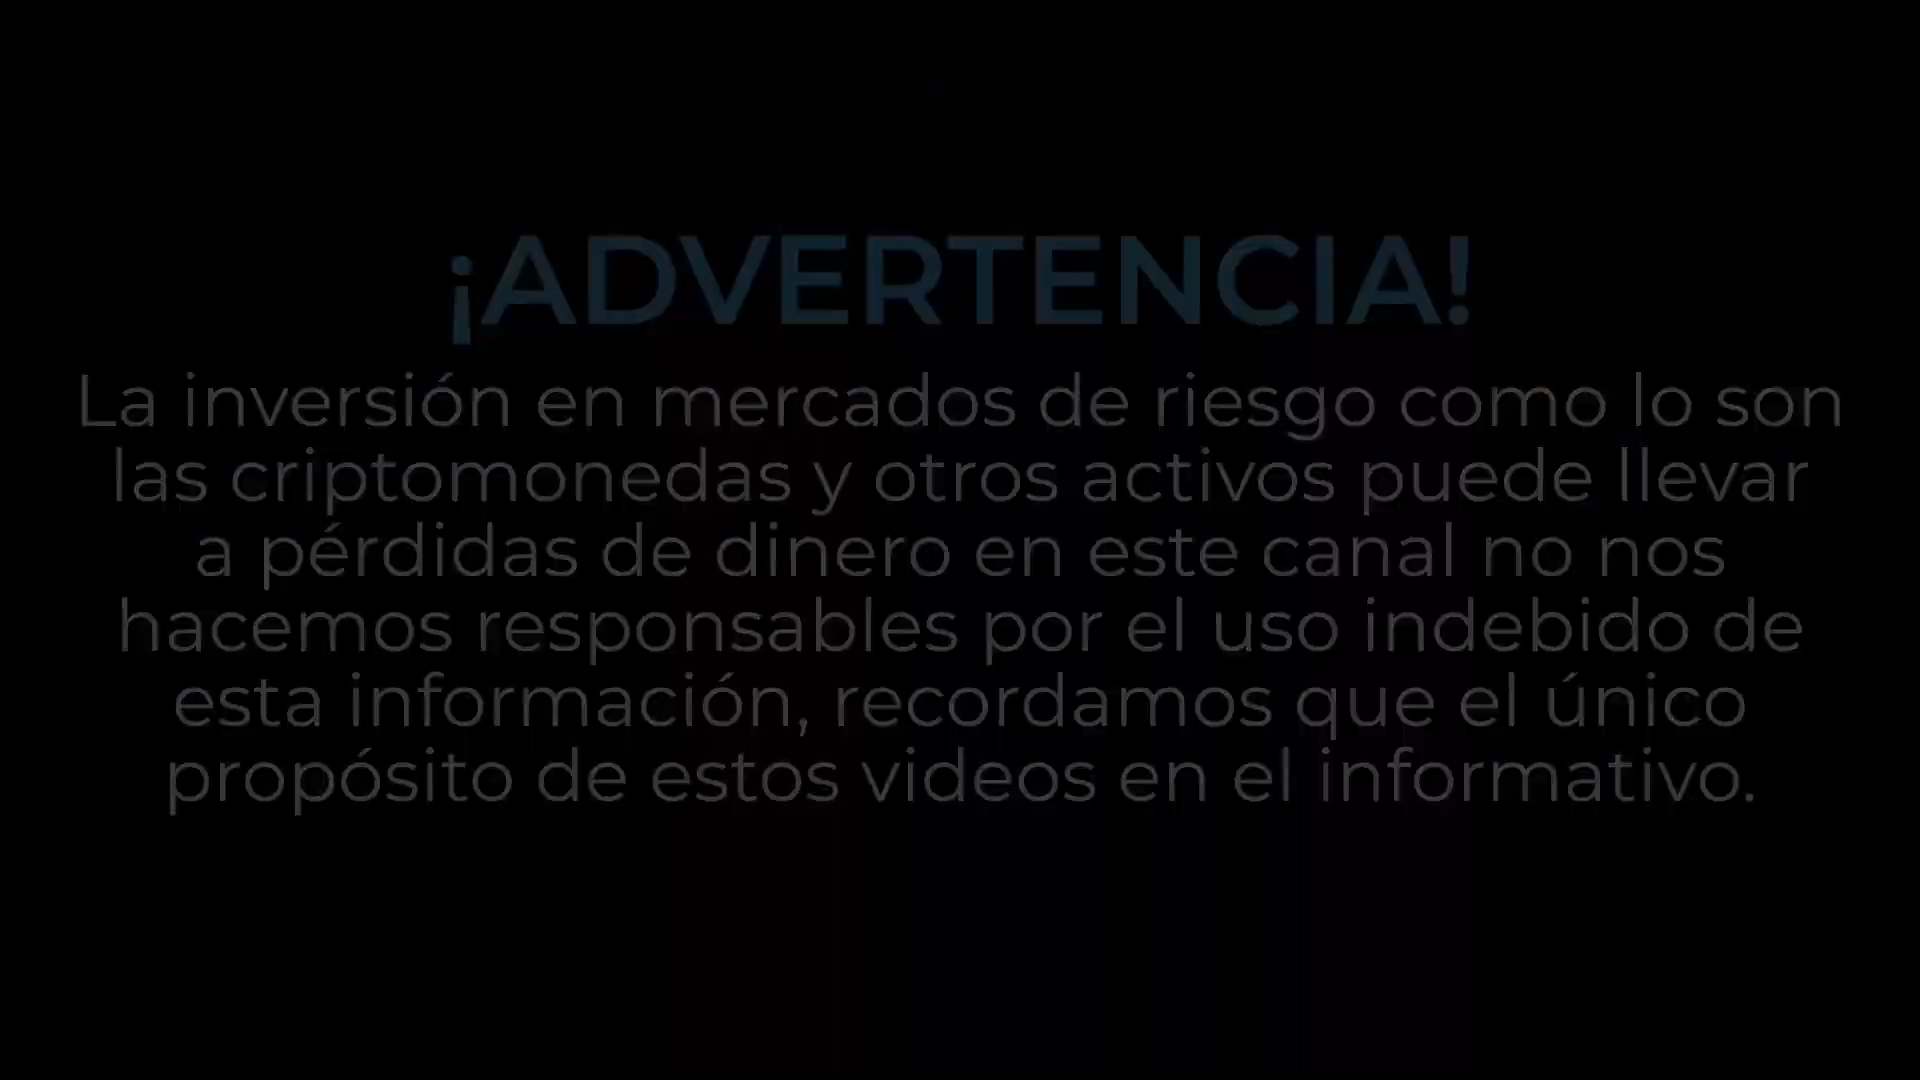 ¡ADVERTENCIA!
La inversión en mercados de riesgo como lo son
las criptomonedas y otros activos puede llevar
a pérdidas de dinero en este canal no nos
hacemos responsables por el uso indebido de
esta información, recordamos que el único
propósito de estos videos en el informativo.